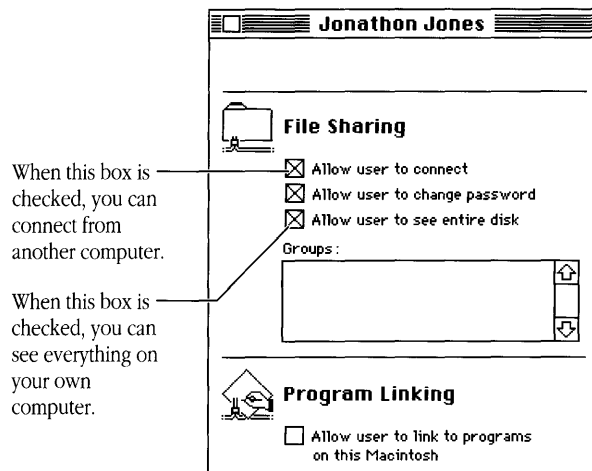 Jonathon Jones
File Sharing
Allow user to connect
Allow user to change password
Allow user to see entire disk
Groups:
Program Linking
Allow user to link to programs
on this Macintosh
When this box is
checked, you can
connect from
another computer.
When this box is
checked, you can
see everything on
your own
computer.